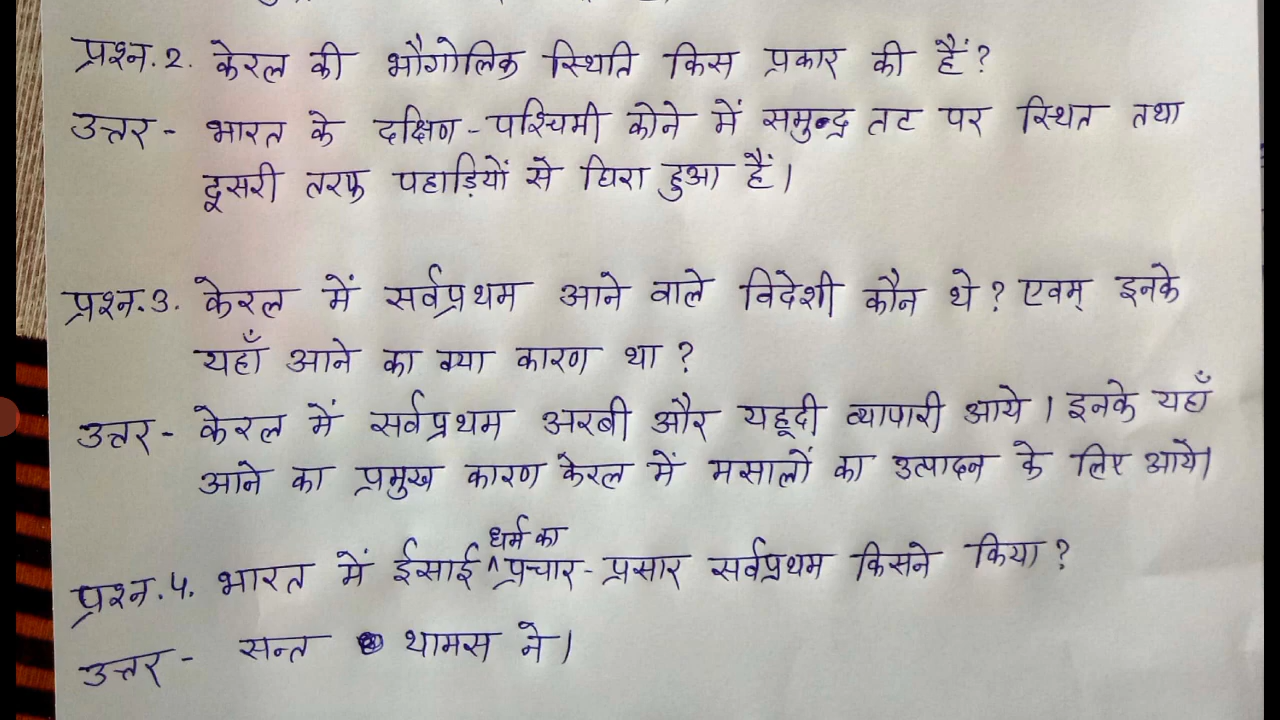 प्रश्न.2. केरल की भौगोलिक स्थिति किस प्रकार की हैं?
उत्तर - भारत के दक्षिण - पश्चिमी कोने में समुन्द्र तट पर स्थित तथा
दूसरी तरफ पहाड़ियों से घिरा हुआ हैं।
प्रश्न.3. केरल में सर्वप्रथम आने वाले विदेशी कौन थे? एवम् इनके
यहाँ आने का क्या कारण था?
उत्तर - केरल में सर्वप्रथम अरबी और यहूदी व्यापारी आये। इनके यहाँ
आने का प्रमुख कारण केरल में मसालों का उत्पादन के लिए आये।
प्रश्न.4. भारत में ईसाई धर्म का प्रचार - प्रसार सर्वप्रथम किसने किया?
उत्तर - सन्त थामस ने।